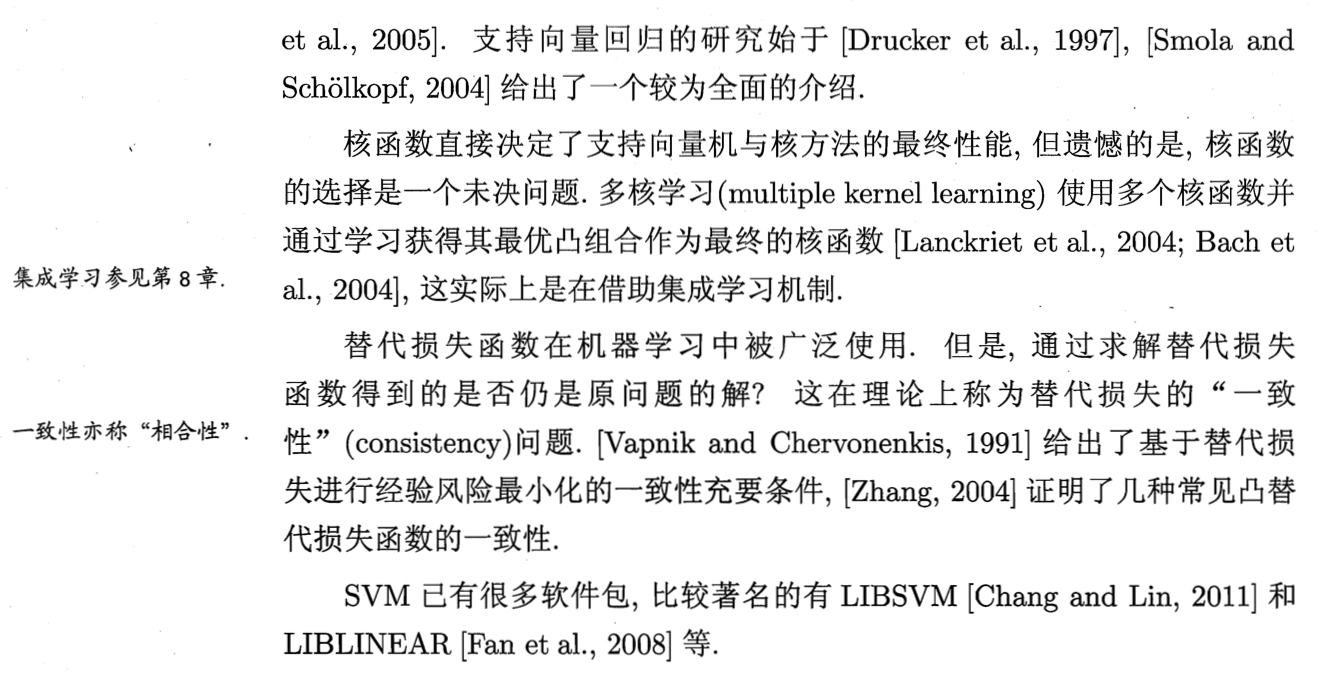 et al., 2005]. 支持向量回归的研究始于 [Drucker et al., 1997], [Smola and
Schölkopf, 2004] 给出了一个较为全面的介绍.
核函数直接决定了支持向量机与核方法的最终性能, 但遗憾的是, 核函数
的选择是一个未决问题. 多核学习(multiple kernel learning) 使用多个核函数并
通过学习获得其最优凸组合作为最终的核函数 [Lanckriet et al., 2004; Bach et
集成学习参见第 8 章.
al., 2004], 这实际上是在借助集成学习机制.
替代损失函数在机器学习中被广泛使用. 但是, 通过求解替代损失
函数得到的是否仍是原问题的解? 这在理论上称为替代损失的“一致
一致性亦称“相合性”.
性”(consistency)问题. [Vapnik and Chervonenkis, 1991] 给出了基于替代损
失进行经验风险最小化的一致性充要条件, [Zhang, 2004] 证明了几种常见凸替
代损失函数的一致性.
SVM 已有很多软件包, 比较著名的有 LIBSVM [Chang and Lin, 2011] 和
LIBLINEAR [Fan et al., 2008] 等.